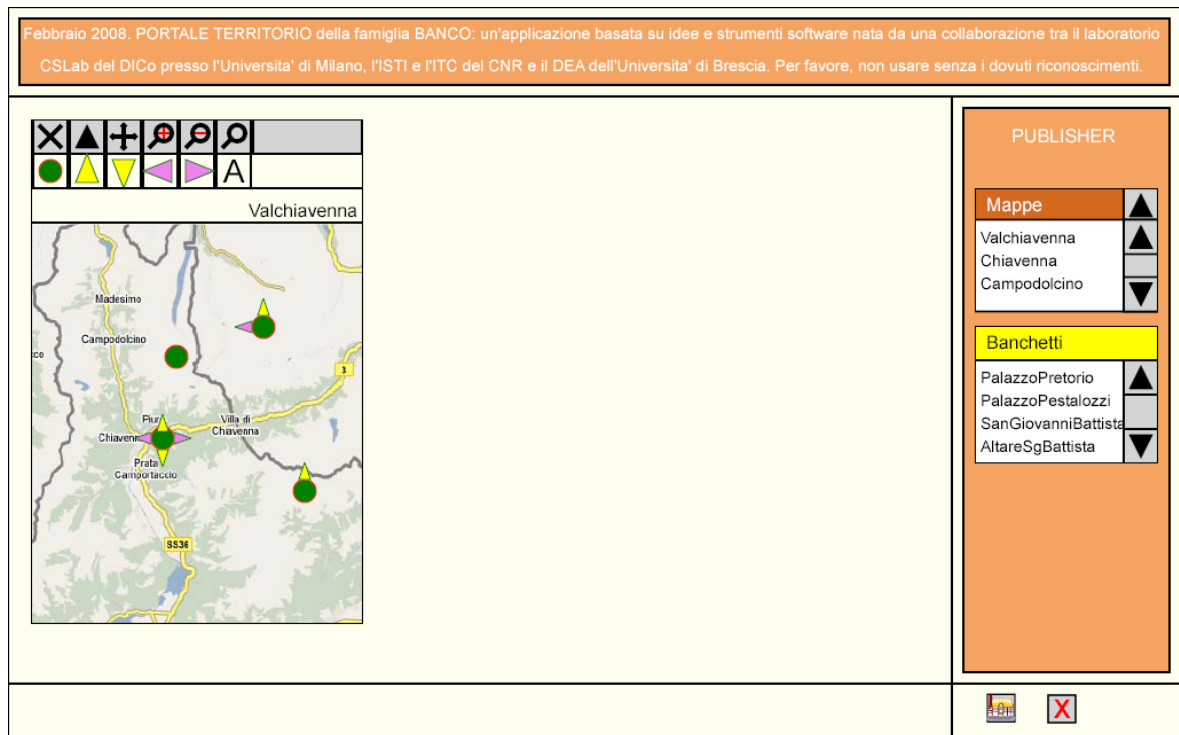 Febbraio 2008. PORTALE TERRITORIO della famiglia BANCO: un'applicazione basata su idee e strumenti software nata da una collaborazione tra il laboratorio
CSLab del DICo presso l'Universita' di Milano, l'ISTI e l'ITC del CNR e il DEA dell'Universita' di Brescia. Per favore, non usare senza i dovuti riconoscimenti.
A
Valchiavenna
Madesimo
Campodolcino
cco
3
Piur
Villa di
Chiavenna
Chiaven
Prata
Camportaccio
SS36
PUBLISHER
Mappe
Valchiavenna
Chiavenna
Campodolcino
Banchetti
PalazzoPretorio
PalazzoPestalozzi
SanGiovanniBattista
AltareSgBattista
X